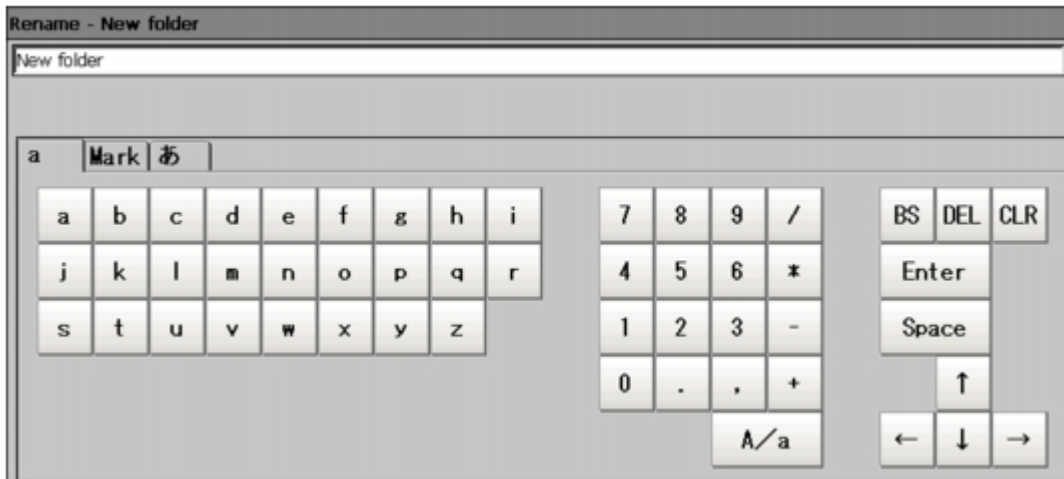 Rename - New folder
New folder
a Mark あ
a b c d e f g h i 7 8 9 / BS DEL CLR
j k l m n o p q r 4 5 6 * Enter
s t u v w x y z 1 2 3 - Space
0 . , + ↑
A/a ← ↓ →